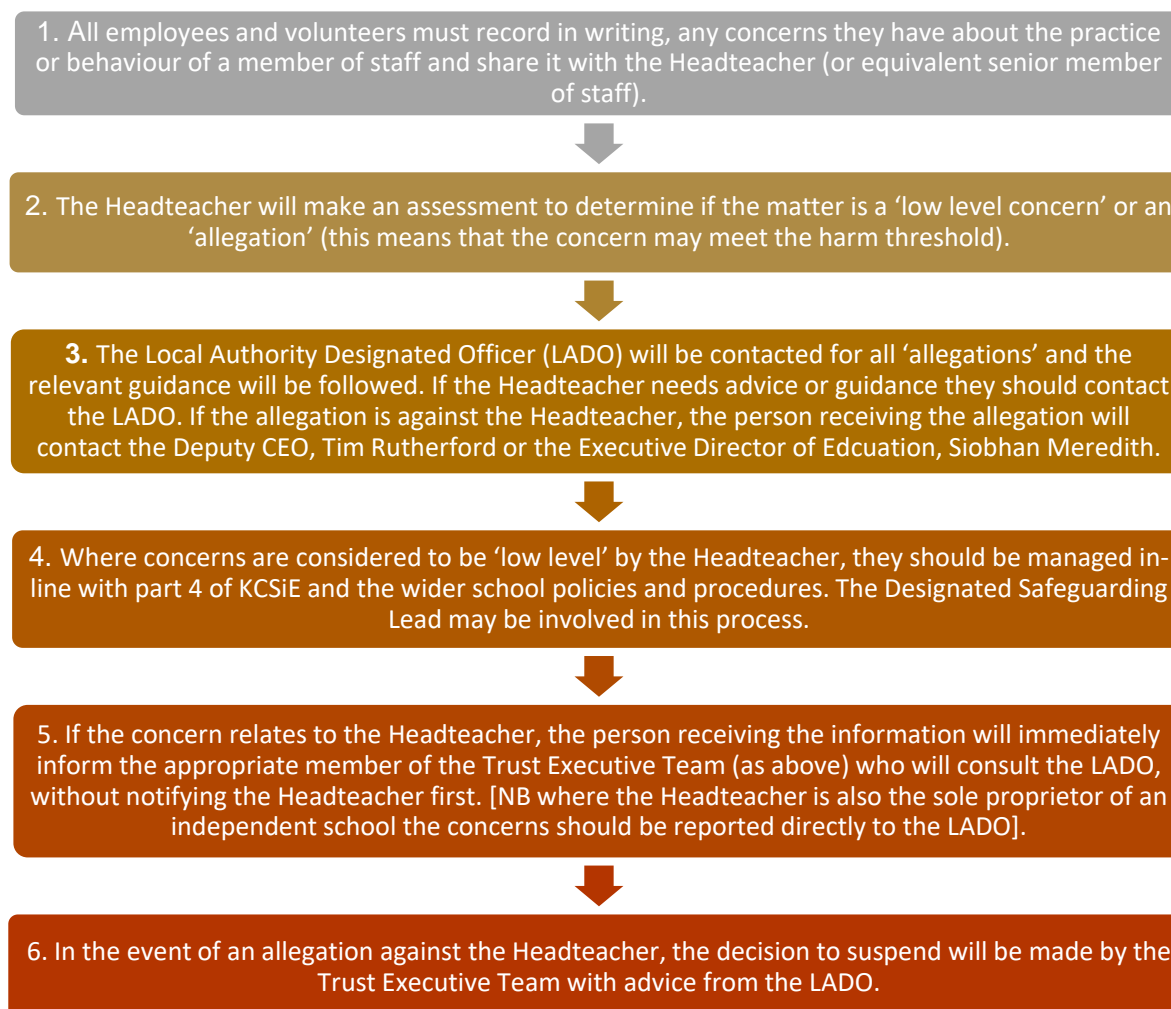 1. All employees and volunteers must record in writing, any concerns they have about the practice
or behaviour of a member of staff and share it with the Headteacher (or equivalent senior member
of staff).
2. The Headteacher will make an assessment to determine if the matter is a ‘low level concern’ or an
‘allegation’ (this means that the concern may meet the harm threshold).
3. The Local Authority Designated Officer (LADO) will be contacted for all ‘allegations’ and the
relevant guidance will be followed. If the Headteacher needs advice or guidance they should contact
the LADO. If the allegation is against the Headteacher, the person receiving the allegation will
contact the Deputy CEO, Tim Rutherford or the Executive Director of Edcuation, Siobhan Meredith.
4. Where concerns are considered to be ‘low level’ by the Headteacher, they should be managed in-
line with part 4 of KCSiE and the wider school policies and procedures. The Designated Safeguarding
Lead may be involved in this process.
5. If the concern relates to the Headteacher, the person receiving the information will immediately
inform the appropriate member of the Trust Executive Team (as above) who will consult the LADO,
without notifying the Headteacher first. [NB where the Headteacher is also the sole proprietor of an
independent school the concerns should be reported directly to the LADO].
6. In the event of an allegation against the Headteacher, the decision to suspend will be made by the
Trust Executive Team with advice from the LADO.